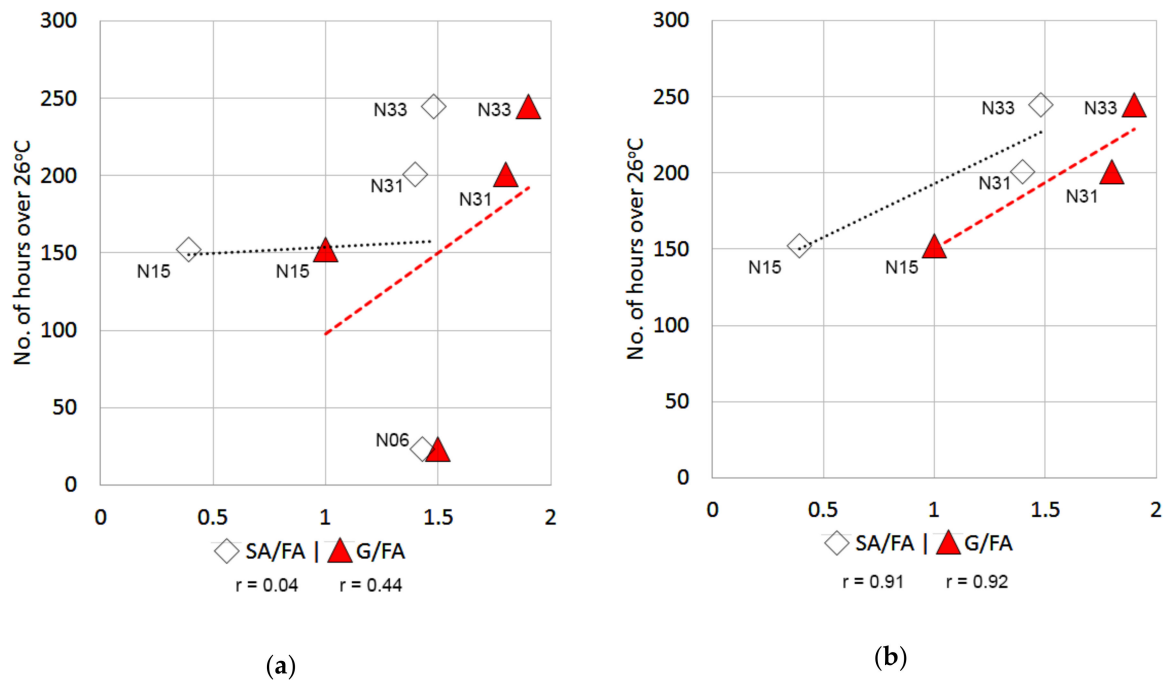 No. of hours over 26°C
300
250
200
150
100
50
0
N33
N33
N31
N31
N15
N15
N06
0
0.5
1
1.5
2
SA/FA | G/FA
r = 0.04 r = 0.44
(a)
No. of hours over 26°C
300
250
200
150
100
50
0
N33
N33
N31
N31
N15
N15
0
0.5
1
1.5
2
SA/FA | G/FA
r = 0.91 r = 0.92
(b)